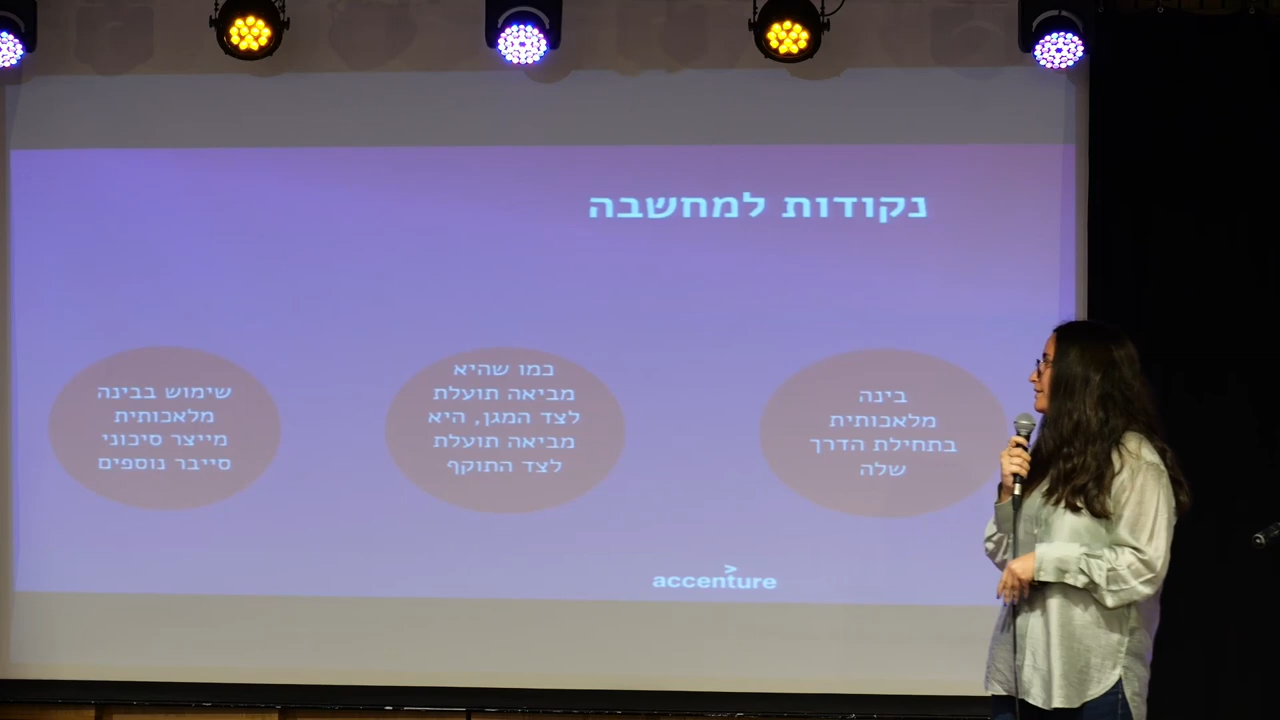 נקודות למחשבה
בינה
מלאכותית
בתחילת הדרך
שלה
כמו שהיא
מביאה תועלת
לצד המגן, היא
מביאה תועלת
לצד התוקף
שימוש בבינה
מלאכותית
מייצר סיכוני
סייבר נוספים
accenture